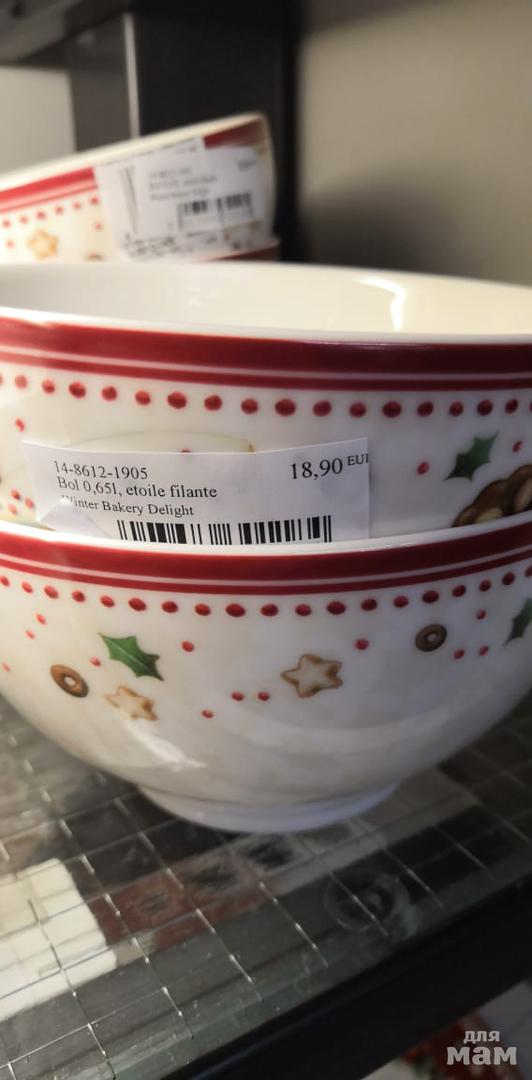 14-8612-1905
18,90 EUR
Bol 0,65l, etoile filante
Winter Bakery Delight
для
мам